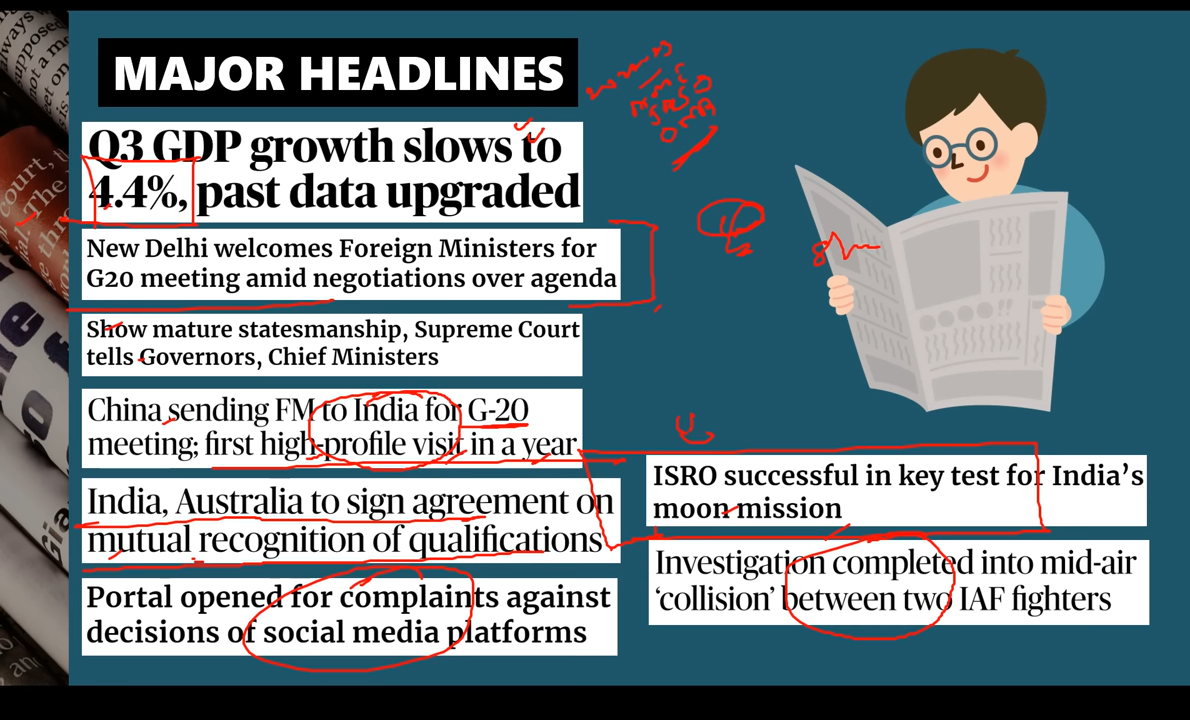 MAJOR HEADLINES
Q3 GDP growth slows to
4.4%, past data upgraded
New Delhi welcomes Foreign Ministers for
G20 meeting amid negotiations over agenda
Show mature statesmanship, Supreme Court
tells Governors, Chief Ministers
China sending FM to India for G-20
meeting; first high-profile visit in a year
India, Australia to sign agreement on
mutual recognition of qualifications
Portal opened for complaints against
decisions of social media platforms
ISRO successful in key test for India's
moon mission
Investigation completed into mid-air
‘collision’ between two IAF fighters